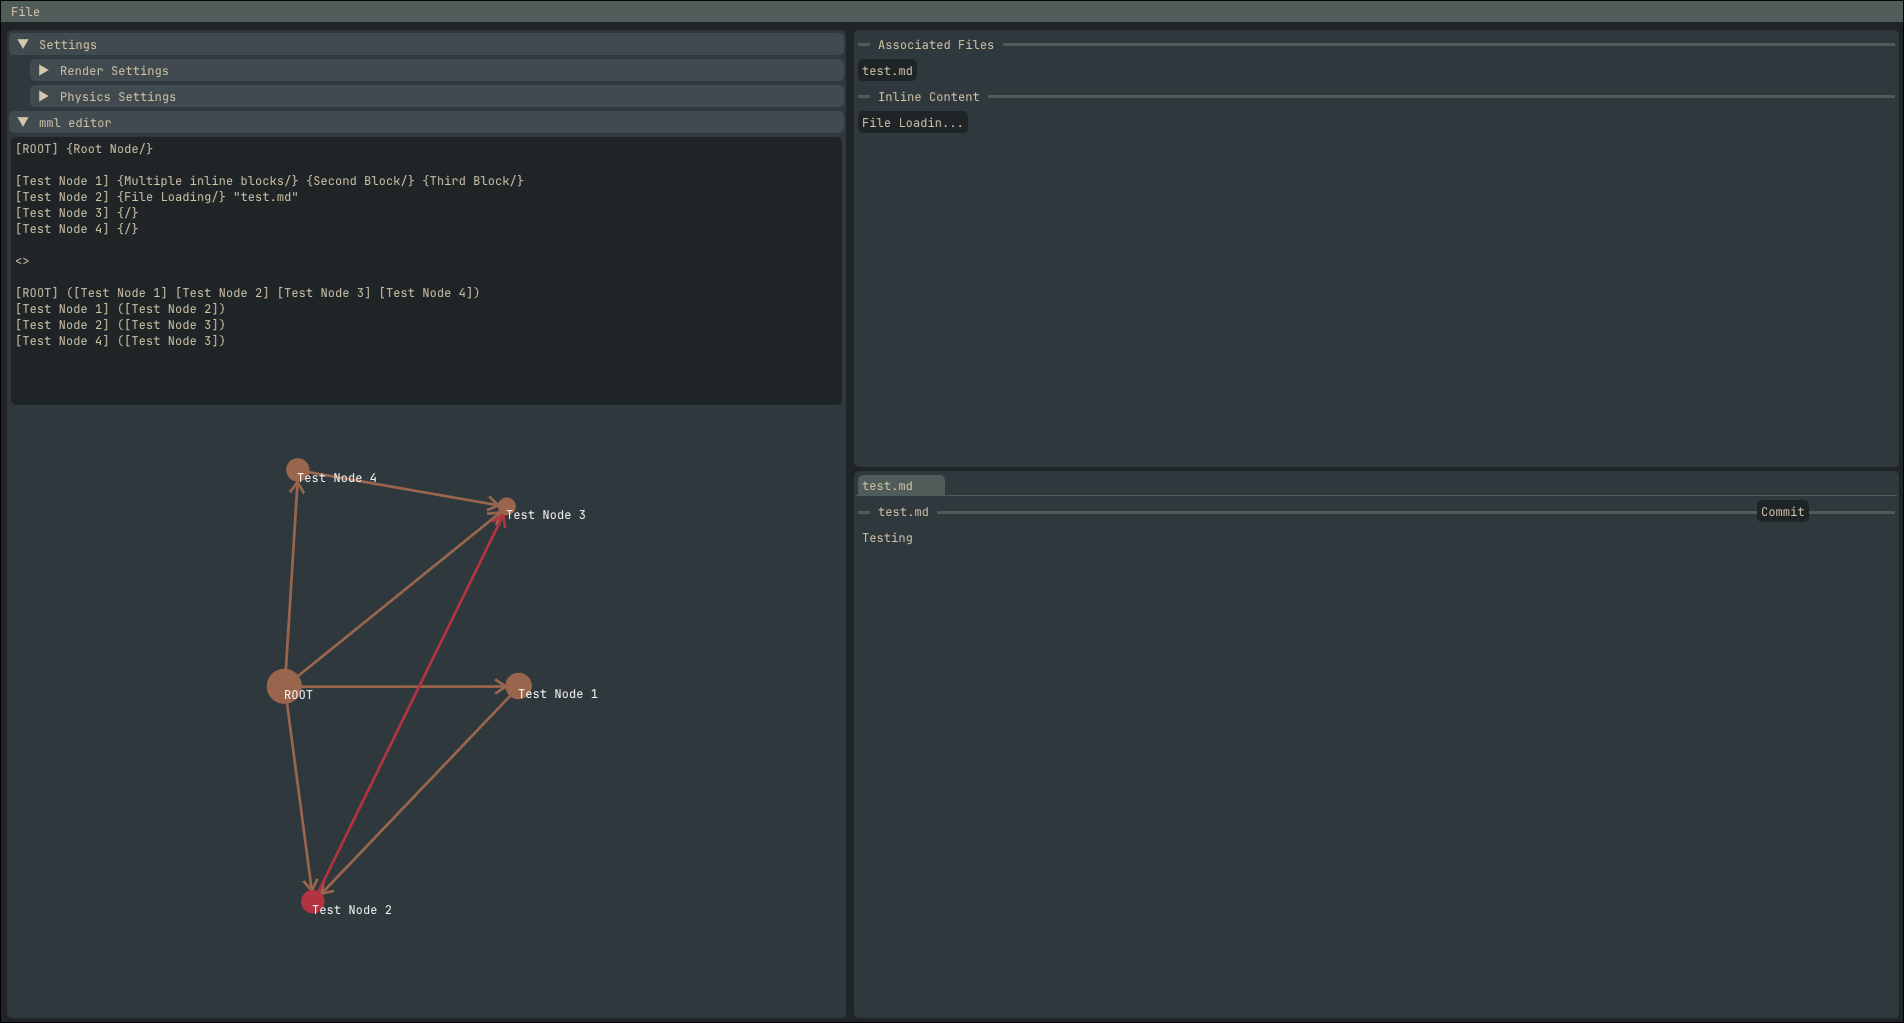 File
Settings
Render Settings
Physics Settings
mml editor
[ROOT] {Root Node/}
[Test Node 1] {Multiple inline blocks/} {Second Block/} {Third Block/}
[Test Node 2] {File Loading/} "test.md"
[Test Node 3] {/}
[Test Node 4] {/}
<>
[ROOT] ([Test Node 1] [Test Node 2] [Test Node 3] [Test Node 4])
[Test Node 1] ([Test Node 2])
[Test Node 2] ([Test Node 3])
[Test Node 4] ([Test Node 3])
Test Node 4
Test Node 3
ROOT
Test Node 1
Test Node 2
Associated Files
test.md
Inline Content
File Loadin...
test.md
test.md
Commit
Testing